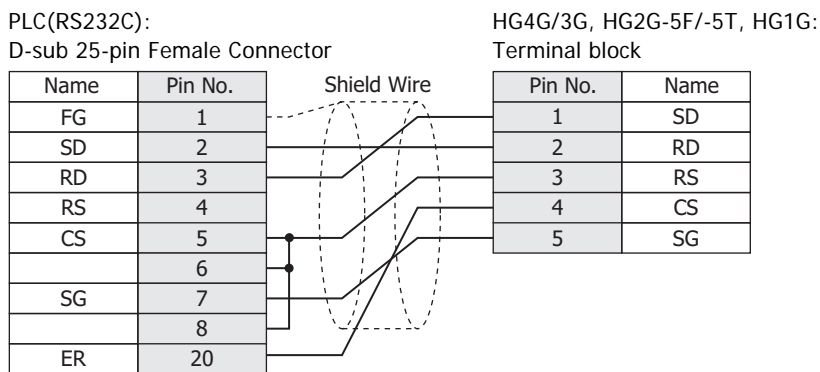 PLC(RS232C):
D-sub 25-pin Female Connector
HG4G/3G, HG2G-5F/-5T, HG1G:
Terminal block
Name Pin No. Shield Wire Pin No. Name
FG 1 1 SD
SD 2 2 RD
RD 3 3 RS
RS 4 4 CS
CS 5 5 SG
6
SG 7
8
ER 20